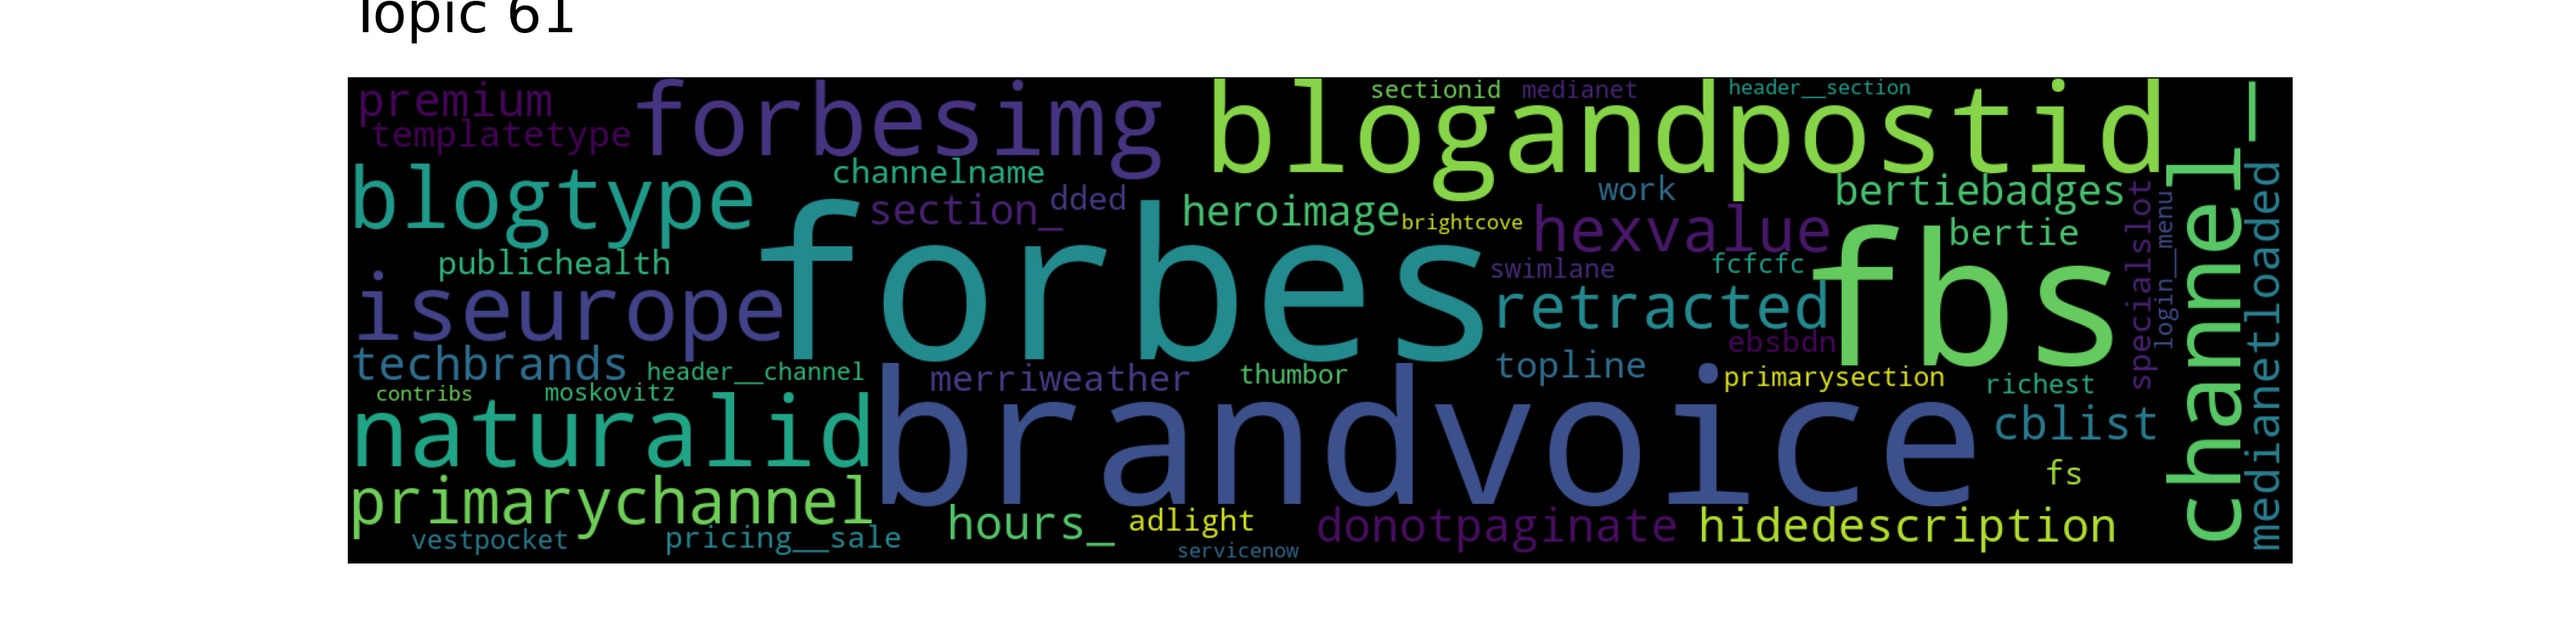 Topic 61
premium forbesimg blogandpostid sectionid medianet header__section
templatetype
blogtype channelname section_ dded heroimage brightcove work bertiebadges
publichealth hexvalue bertie
iseurope forbes swimlane fcfcfc fbs
retracted
ebsbdn
techbrands header__channel merriweather thumbor topline primarysection richest
contribs moskovitz
naturalid brandvoice cblist
primarychannel fs
vestpocket pricing__sale hours_ adlight donotpaginate hidedescription
servicenow
specialslot
login__menu
channel_
medianetloaded